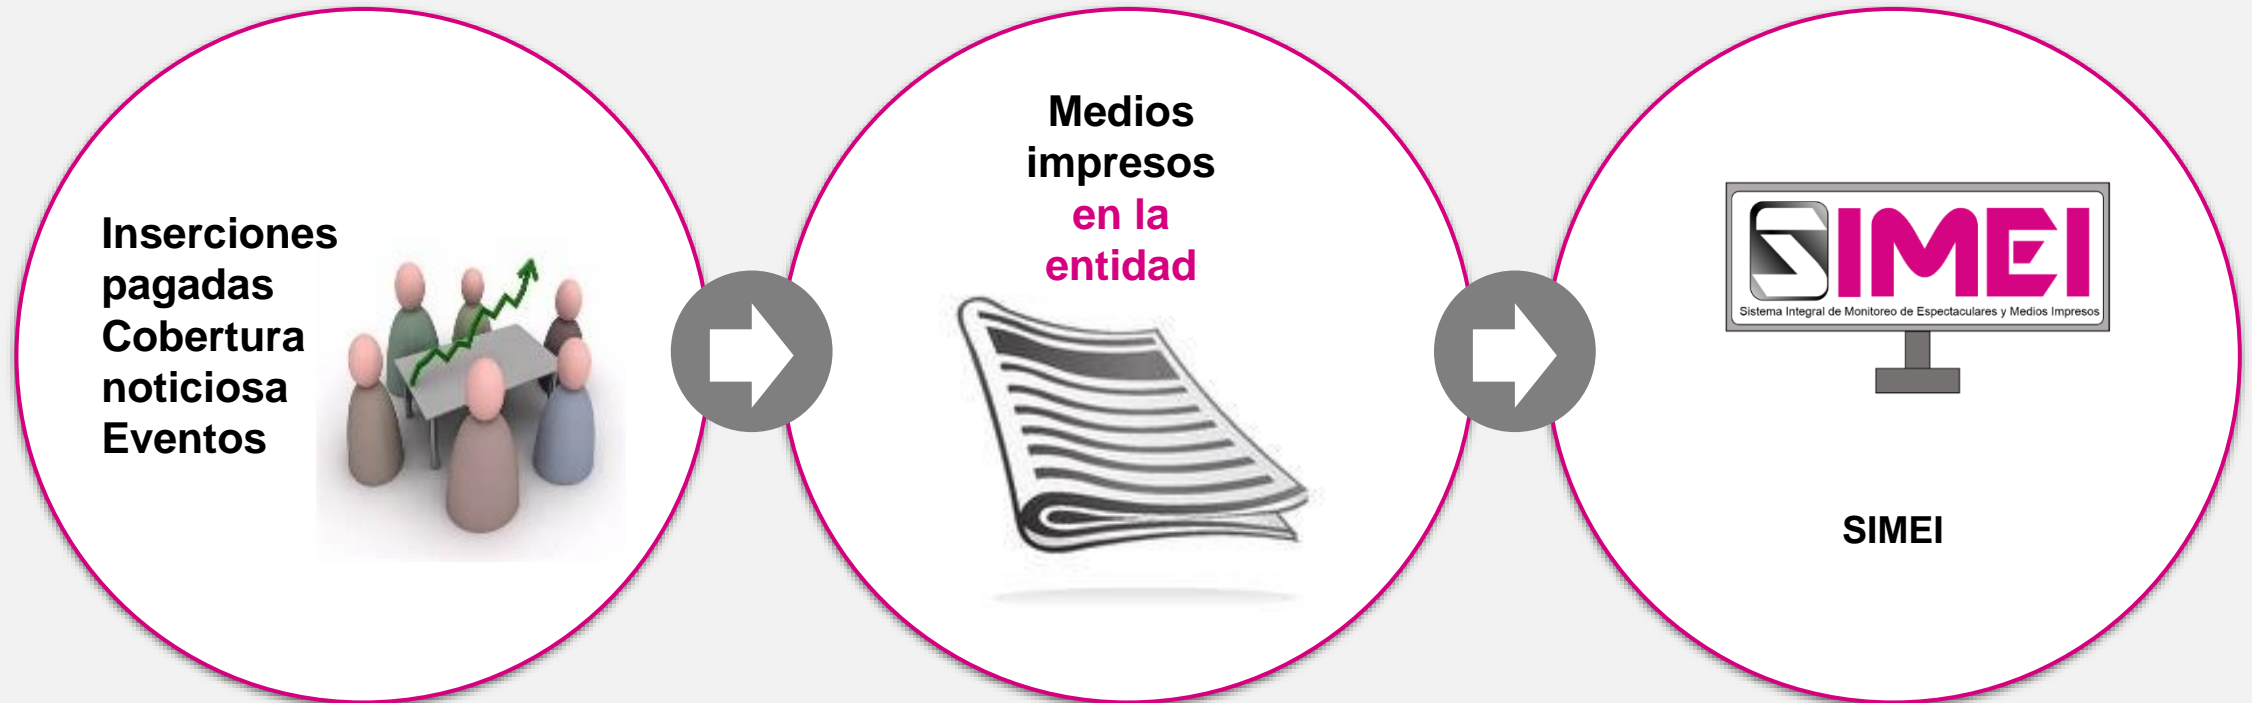 Inserciones
pagadas
Cobertura
noticiosa
Eventos
Medios
impresos
en la
entidad
SIMEI
Sistema Integral de Monitoreo de Espectaculares y Medios Impresos
SIMEI